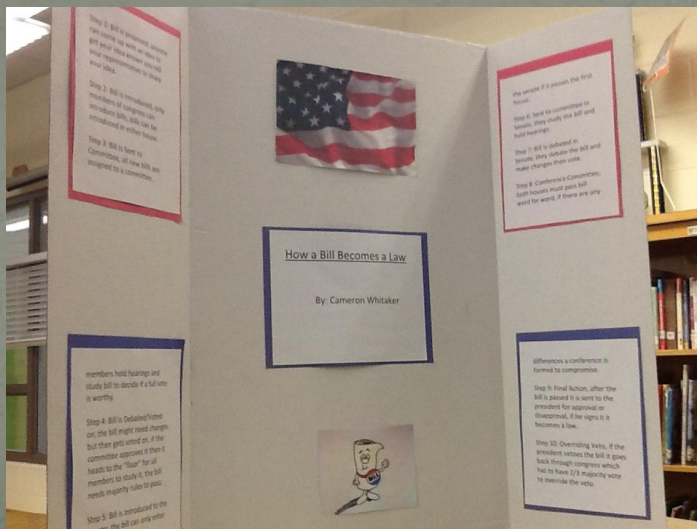 Step 1: Bill is proposed, anyone
can come up with an idea to
get your idea known you tell
your representative to share
your idea.
Step 2: Bill is introduced, only
members of congress can
introduce bills, bills can be
introduced in either house.
Step 3: Bill is Sent to
Committee, all new bills are
assigned to a committee.
members hold hearings and
study bill to decide if a full vote
is worthy.
Step 4: Bill is Debated/Voted
on, the bill might need changes
but then gets voted on, if the
committee approves it then it
heads to the "floor" for all
members to study it, the bill
needs majority rules to pass.
Step 5: Bill is introduced to the
the bill can only enter
How a Bill Becomes a Law
By: Cameron Whitaker
BILL
the senate if it passes the first
house.
Step 6: Sent to committee in
Senate, they study the Bill and
hold hearings.
Step 7: Bill is debated in
Senate, they debate the Bill and
make changes then vote.
Step 8: Conference Committee,
both houses must pass bill
word for word, if there are any
differences a conference is
formed to compromise.
Step 9: Final Action, after the
bill is passed it is sent to the
president for approval or
disapproval, if he signs it it
becomes a law.
Step 10: Overriding Veto, if the
president vetoes the bill it goes
back through congress which
has to have 2/3 majority vote
to override the veto.